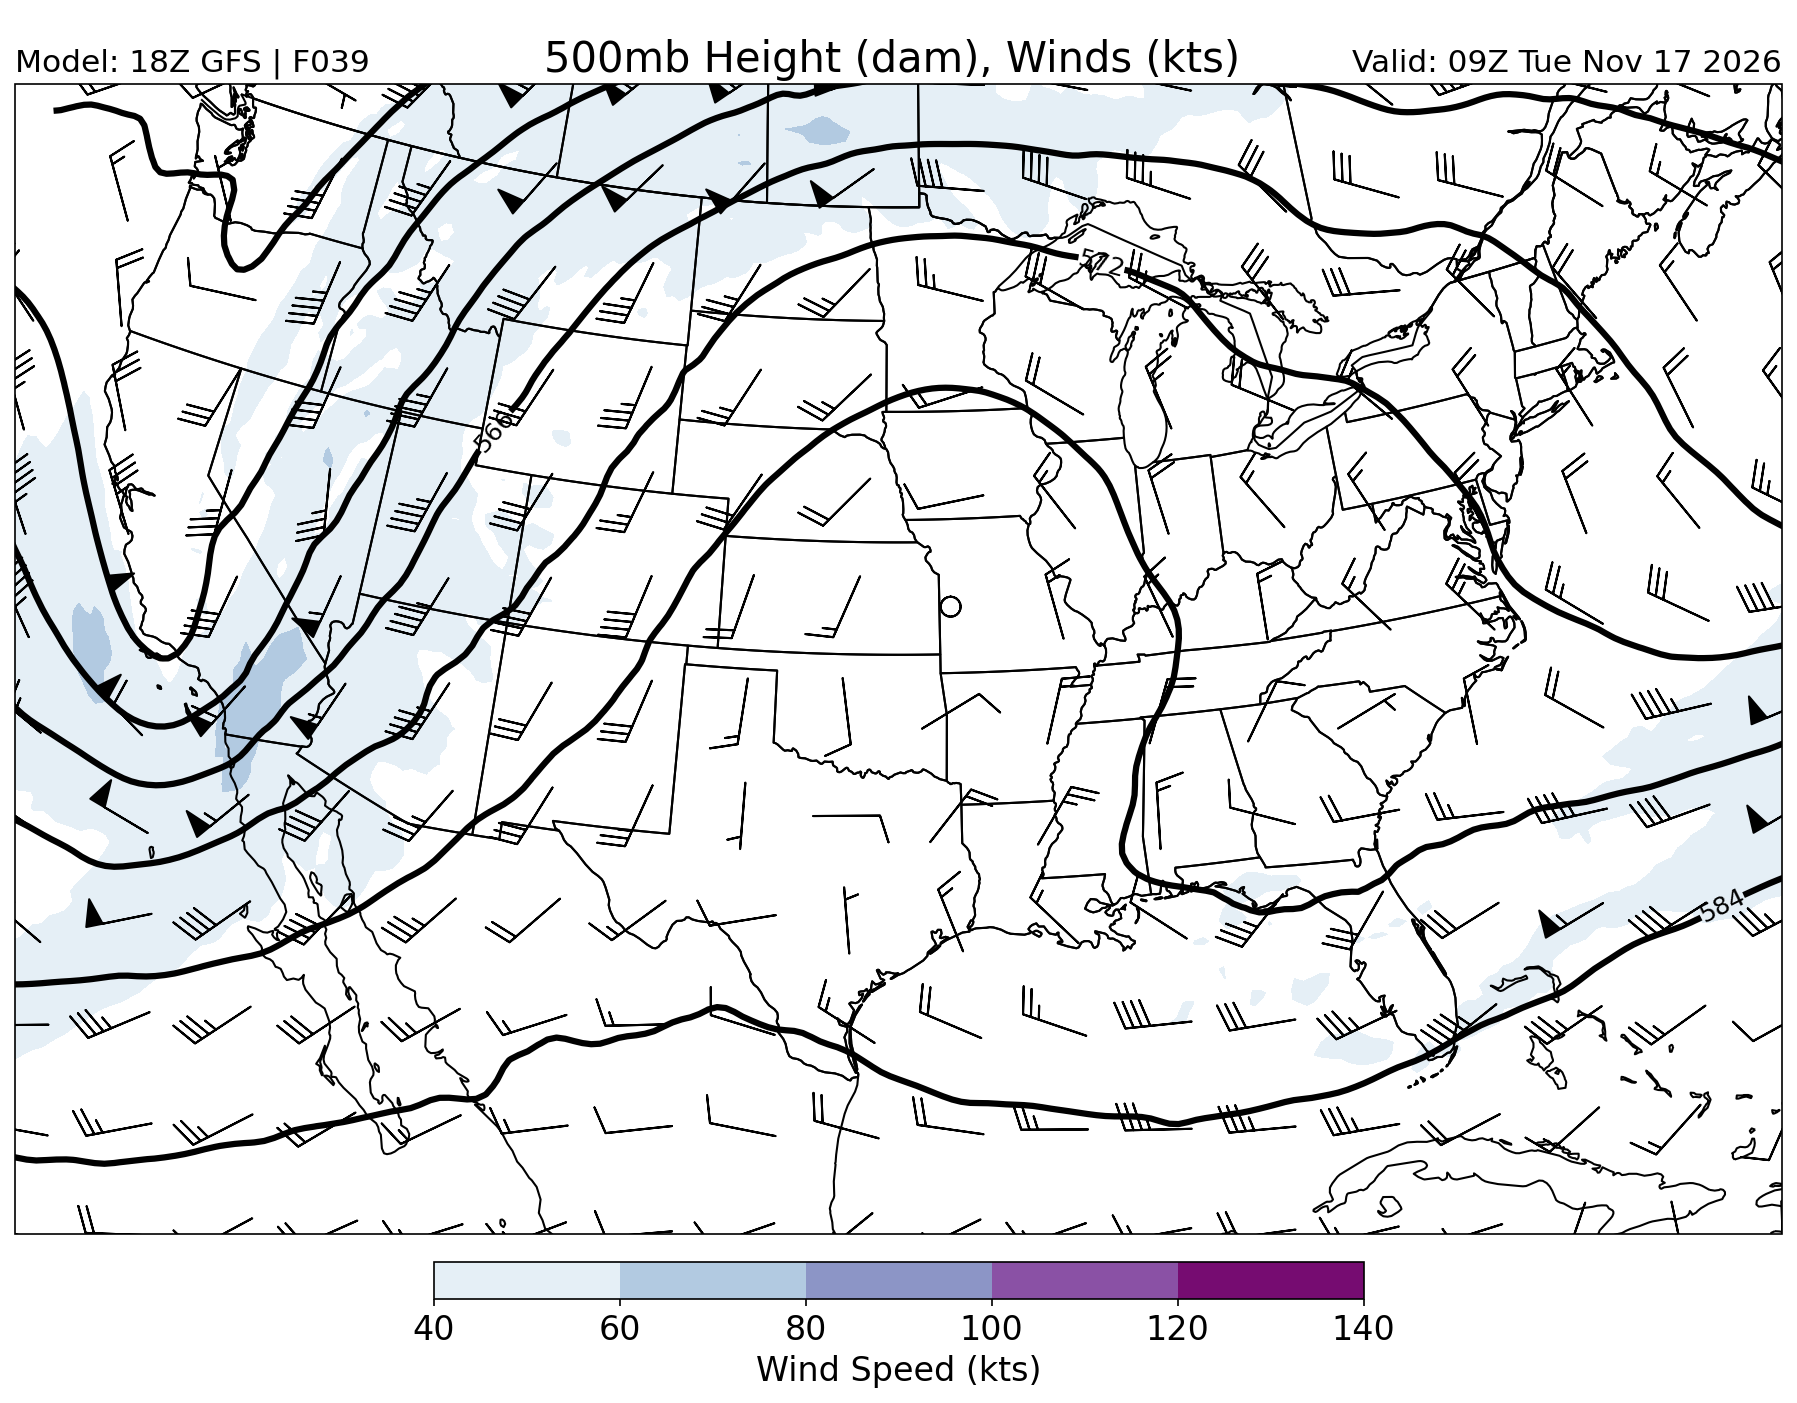 Model: 18Z GFS | F039
500mb Height (dam), Winds (kts)
Valid: 09Z Tue Nov 17 2026
572
566
584
40 60 80 100 120 140
Wind Speed (kts)